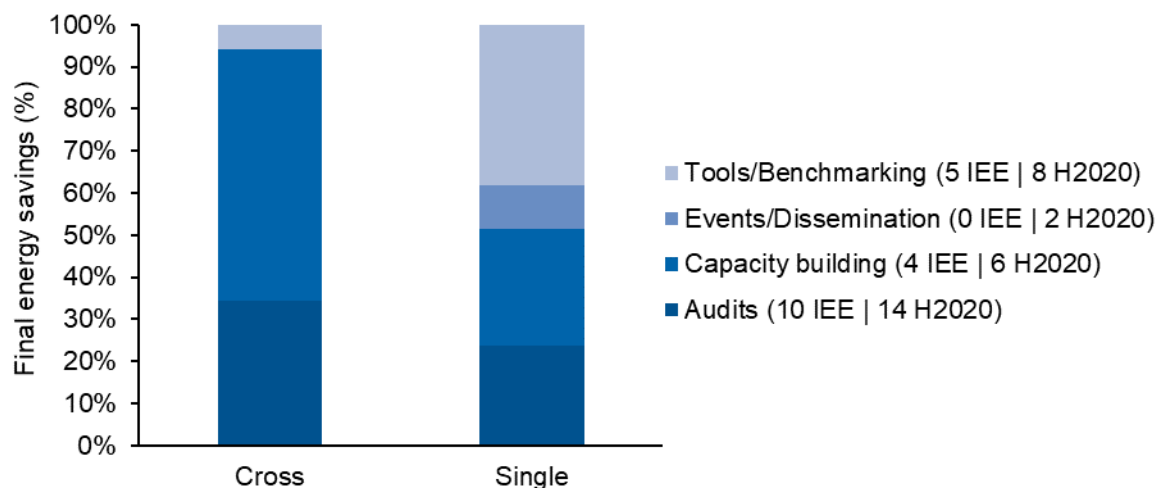 100%
90%
80%
70%
60%
50%
40%
30%
20%
10%
0%
Final energy savings (%)
Cross
Single
Tools/Benchmarking (5 IEE | 8 H2020)
Events/Dissemination (0 IEE | 2 H2020)
Capacity building (4 IEE | 6 H2020)
Audits (10 IEE | 14 H2020)